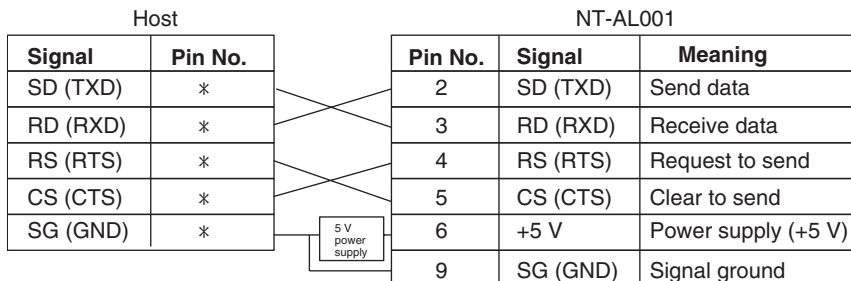 Host NT-AL001
Signal Pin No. Pin No. Signal Meaning
SD (TXD) * 2 SD (TXD) Send data
RD (RXD) * 3 RD (RXD) Receive data
RS (RTS) * 4 RS (RTS) Request to send
CS (CTS) * 5 CS (CTS) Clear to send
SG (GND) * 5 V power supply 6 +5 V Power supply (+5 V)
9 SG (GND) Signal ground